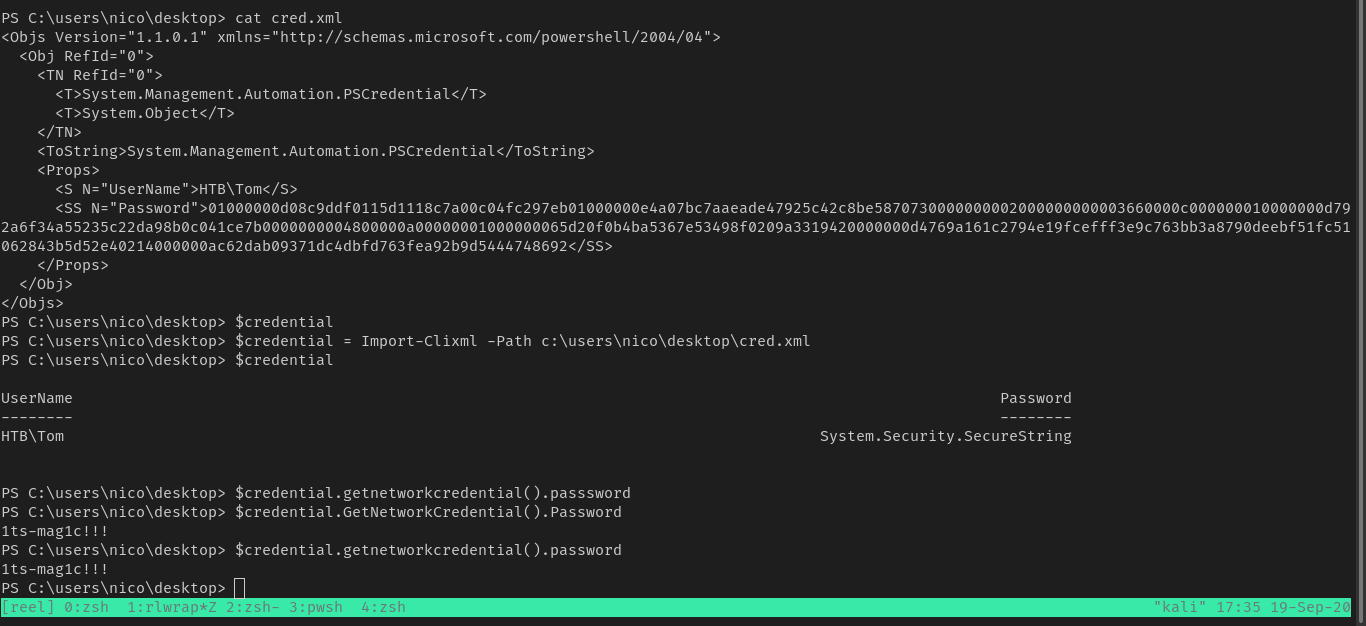 PS C:\users\nico\desktop> cat cred.xml
<Objs Version="1.1.0.1" xmlns="http://schemas.microsoft.com/powershell/2004/04">
  <Obj RefId="0">
    <TN RefId="0">
      <T>System.Management.Automation.PSCredential</T>
      <T>System.Object</T>
    </TN>
    <ToString>System.Management.Automation.PSCredential</ToString>
    <Props>
      <S N="UserName">HTB\Tom</S>
      <SS N="Password">01000000d08c9ddf0115d1118c7a00c04fc297eb01000000e4a07bc7aaeade47925c42c8be5870730000000002000000000003660000c000000010000000d79
2a6f34a55235c22da98b0c041ce7b0000000004800000a00000001000000065d20f0b4ba5367e53498f0209a3319420000000d4769a161c2794e19fcefff3e9c763bb3a8790deebf51fc51
062843b5d52e40214000000ac62dab09371dc4dbfd763fea92b9d5444748692</SS>
    </Props>
  </Obj>
</Objs>
PS C:\users\nico\desktop> $credential
PS C:\users\nico\desktop> $credential = Import-Clixml -Path c:\users\nico\desktop\cred.xml
PS C:\users\nico\desktop> $credential
UserName Password
-------- --------
HTB\Tom System.Security.SecureString
PS C:\users\nico\desktop> $credential.getnetworkcredential().passsword
PS C:\users\nico\desktop> $credential.GetNetworkCredential().Password
1ts-mag1c!!!
PS C:\users\nico\desktop> $credential.getnetworkcredential().password
1ts-mag1c!!!
PS C:\users\nico\desktop>
[reel] 0:zsh  1:rlwrap*Z 2:zsh- 3:pwsh  4:zsh "kali" 17:35 19-Sep-20